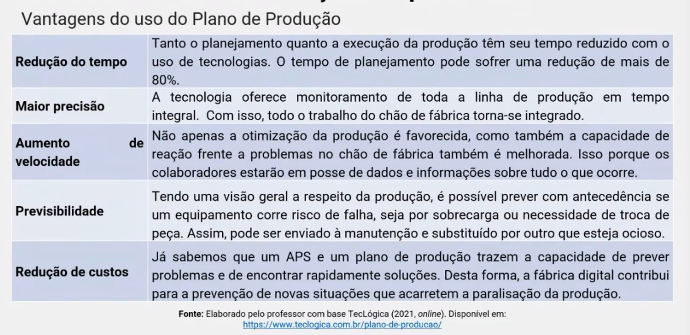 Vantagens do uso do Plano de Produção
Redução do tempo
Tanto o planejamento quanto a execução da produção têm seu tempo reduzido com o
uso de tecnologias. O tempo de planejamento pode sofrer uma redução de mais de
80%.
Maior precisão
A tecnologia oferece monitoramento de toda a linha de produção em tempo
integral. Com isso, todo o trabalho do chão de fábrica torna-se integrado.
Aumento de
velocidade
Não apenas a otimização da produção é favorecida, como também a capacidade de
reação frente a problemas no chão de fábrica também é melhorada. Isso porque os
colaboradores estarão em posse de dados e informações sobre tudo o que ocorre.
Previsibilidade
Tendo uma visão geral a respeito da produção, é possível prever com antecedência se
um equipamento corre risco de falha, seja por sobrecarga ou necessidade de troca de
peça. Assim, pode ser enviado à manutenção e substituído por outro que esteja ocioso.
Redução de custos
Já sabemos que um APS e um plano de produção trazem a capacidade de prever
problemas e de encontrar rapidamente soluções. Desta forma, a fábrica digital contribui
para a prevenção de novas situações que acarretem a paralisação da produção.
Fonte: Elaborado pelo professor com base TecLógica (2021, online). Disponível em:
https://www.teclogica.com.br/plano-de-producao/